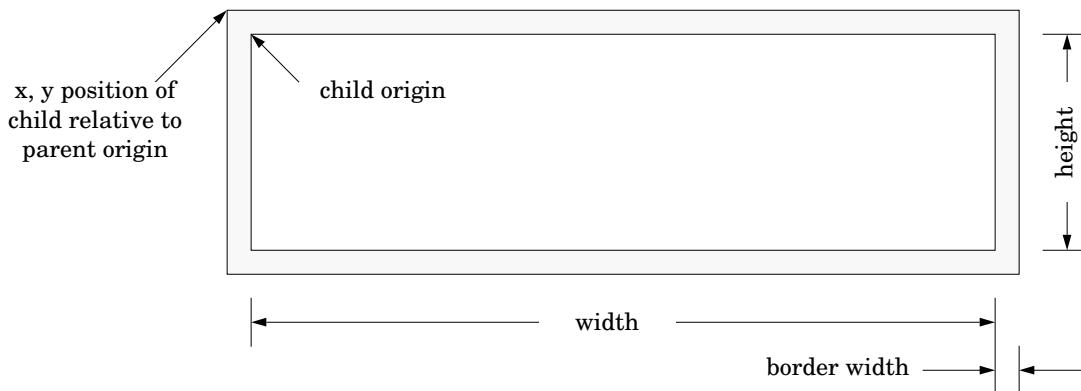 x, y position of
child relative to
parent origin
child origin
height
width
border width